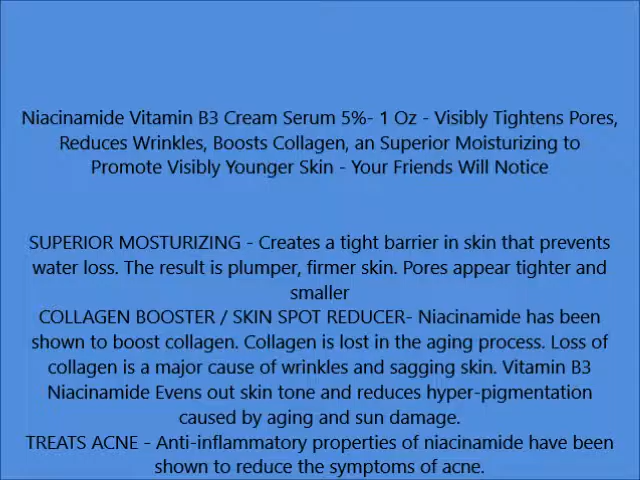 Niacinamide Vitamin B3 Cream Serum 5%- 1 Oz - Visibly Tightens Pores,
Reduces Wrinkles, Boosts Collagen, an Superior Moisturizing to
Promote Visibly Younger Skin - Your Friends Will Notice
SUPERIOR MOSTURIZING - Creates a tight barrier in skin that prevents
water loss. The result is plumper, firmer skin. Pores appear tighter and
smaller
COLLAGEN BOOSTER / SKIN SPOT REDUCER- Niacinamide has been
shown to boost collagen. Collagen is lost in the aging process. Loss of
collagen is a major cause of wrinkles and sagging skin. Vitamin B3
Niacinamide Evens out skin tone and reduces hyper-pigmentation
caused by aging and sun damage.
TREATS ACNE - Anti-inflammatory properties of niacinamide have been
shown to reduce the symptoms of acne.